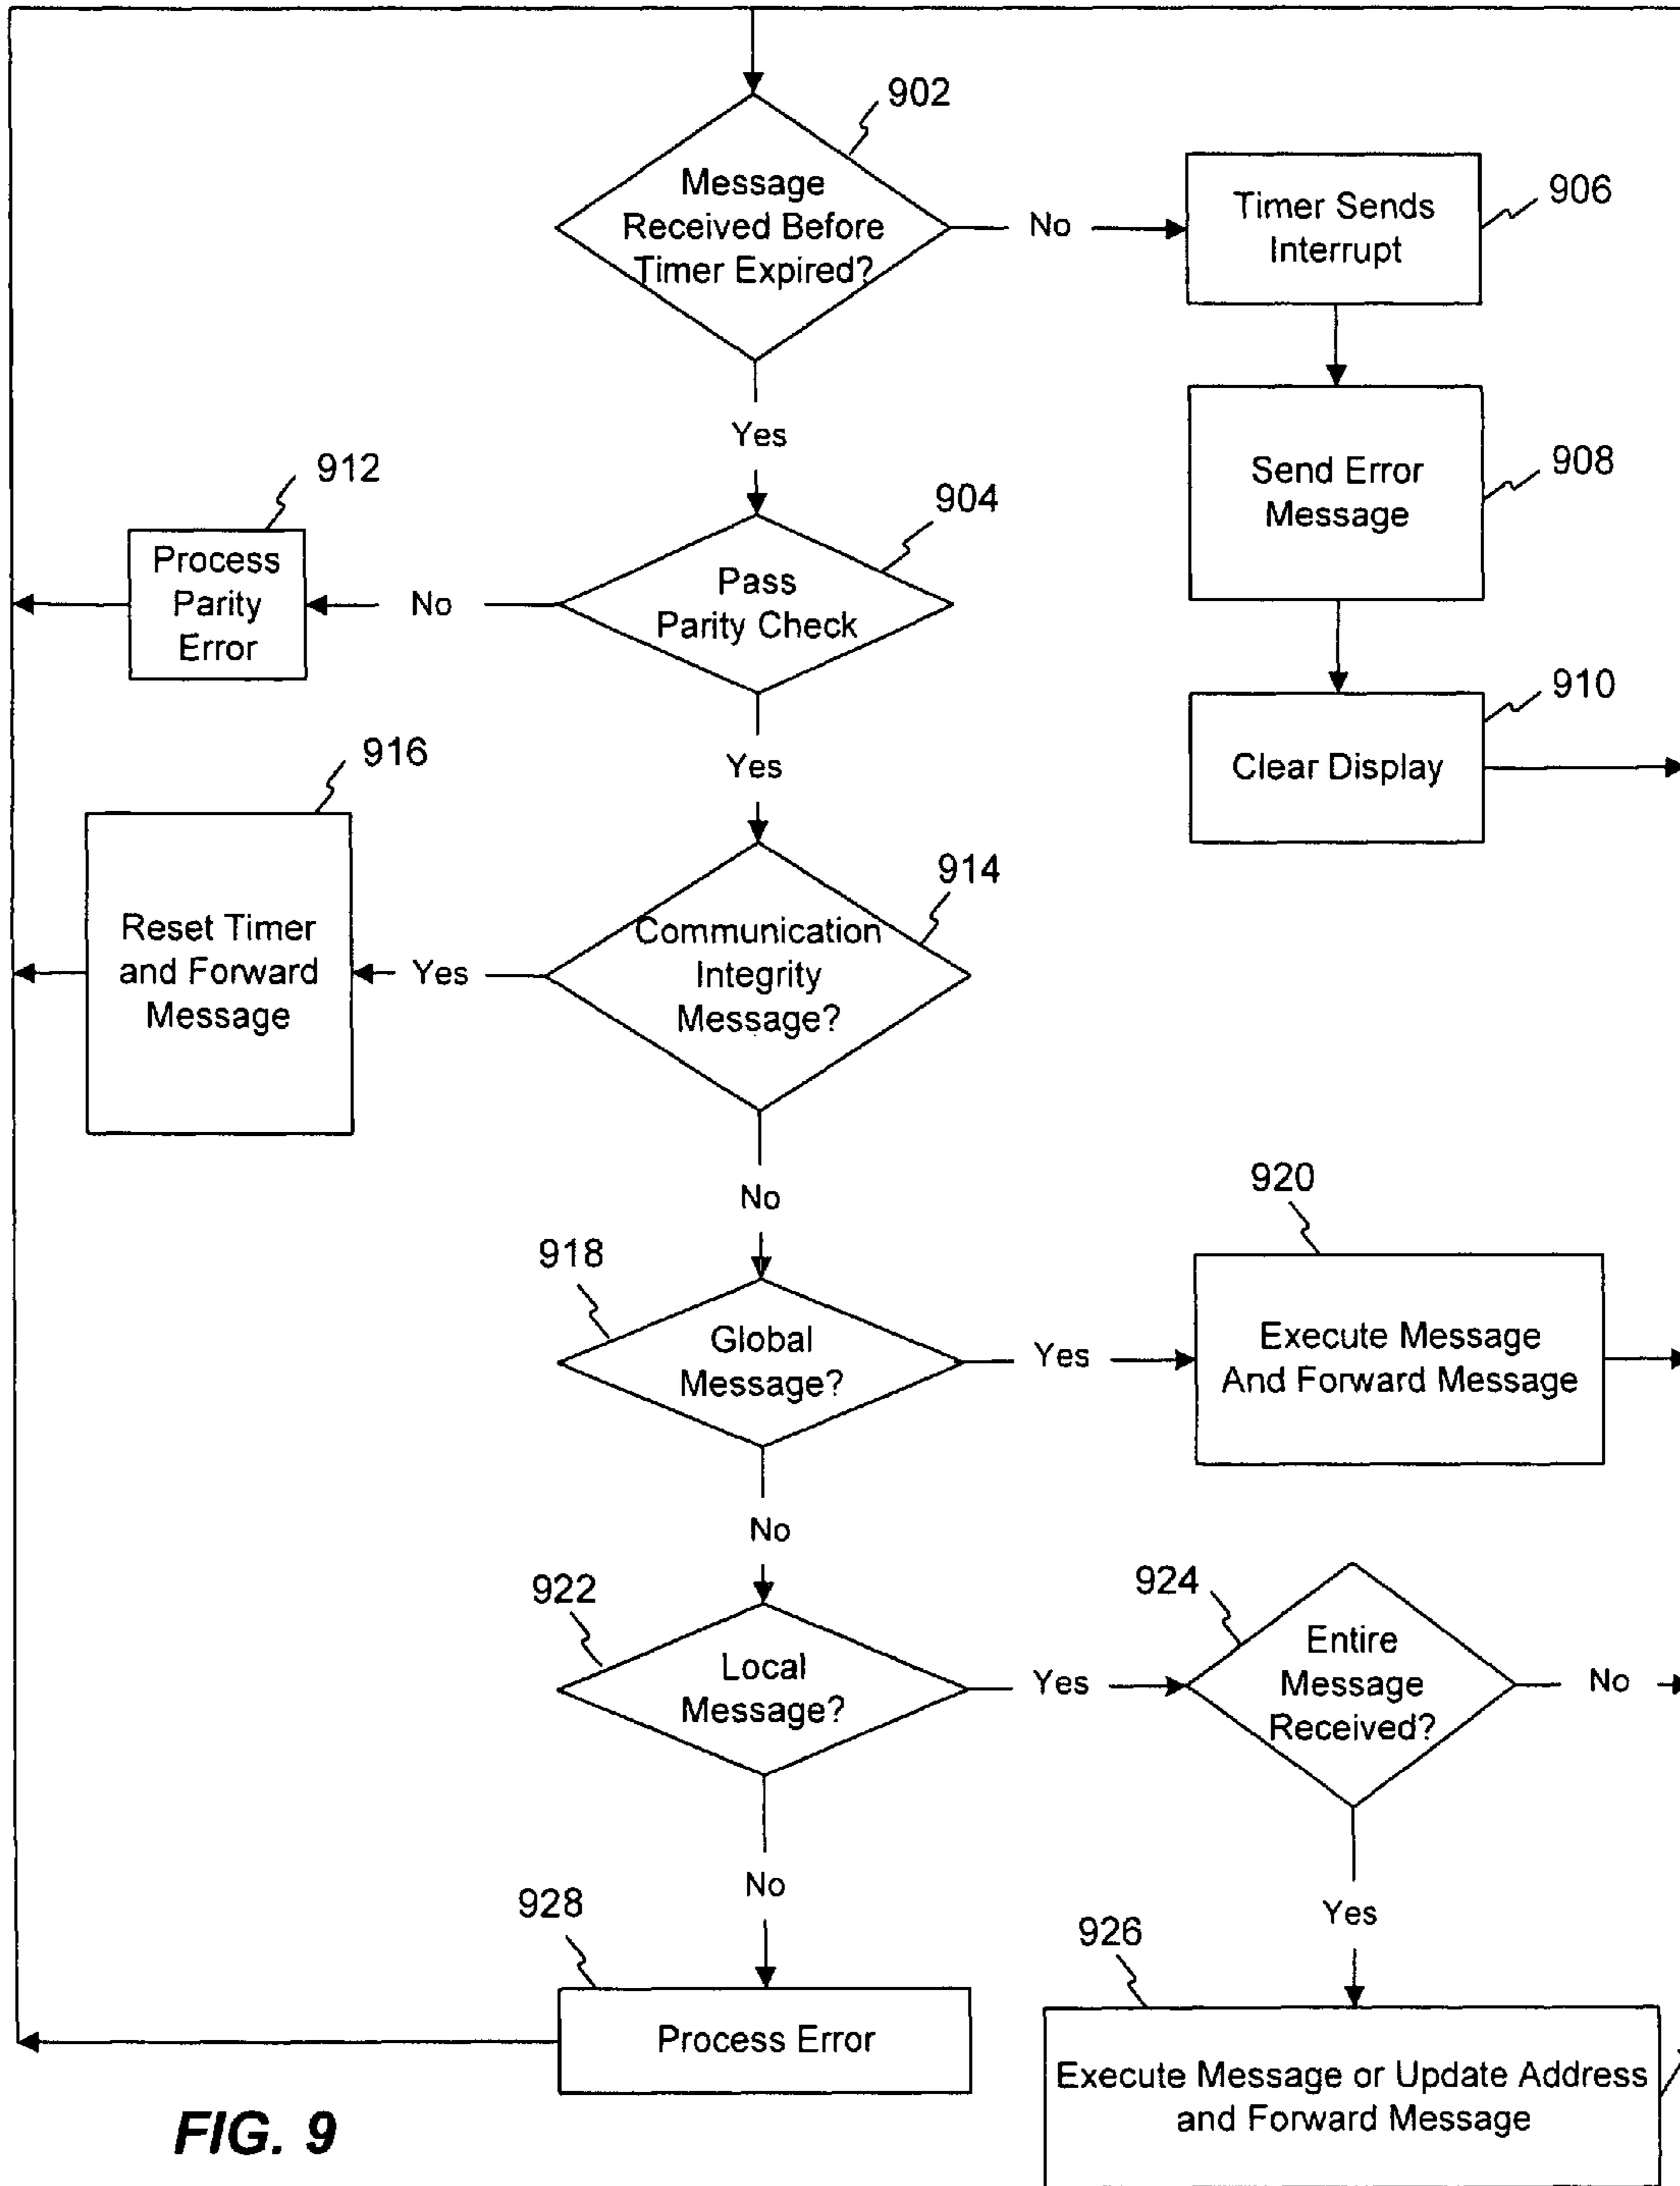 902
Message
Received Before
Timer Expired?
No
Timer Sends
Interrupt
906
Yes
Send Error
Message
908
912
Process
Parity
Error
No
904
Pass
Parity Check
910
Clear Display
Yes
916
Reset Timer
and Forward
Message
Yes
914
Communication
Integrity
Message?
No
920
918
Global
Message?
Yes
Execute Message
And Forward Message
No
922
Local
Message?
Yes
924
Entire
Message
Received?
No
No
Yes
928
Process Error
926
Execute Message or Update Address
and Forward Message
FIG. 9